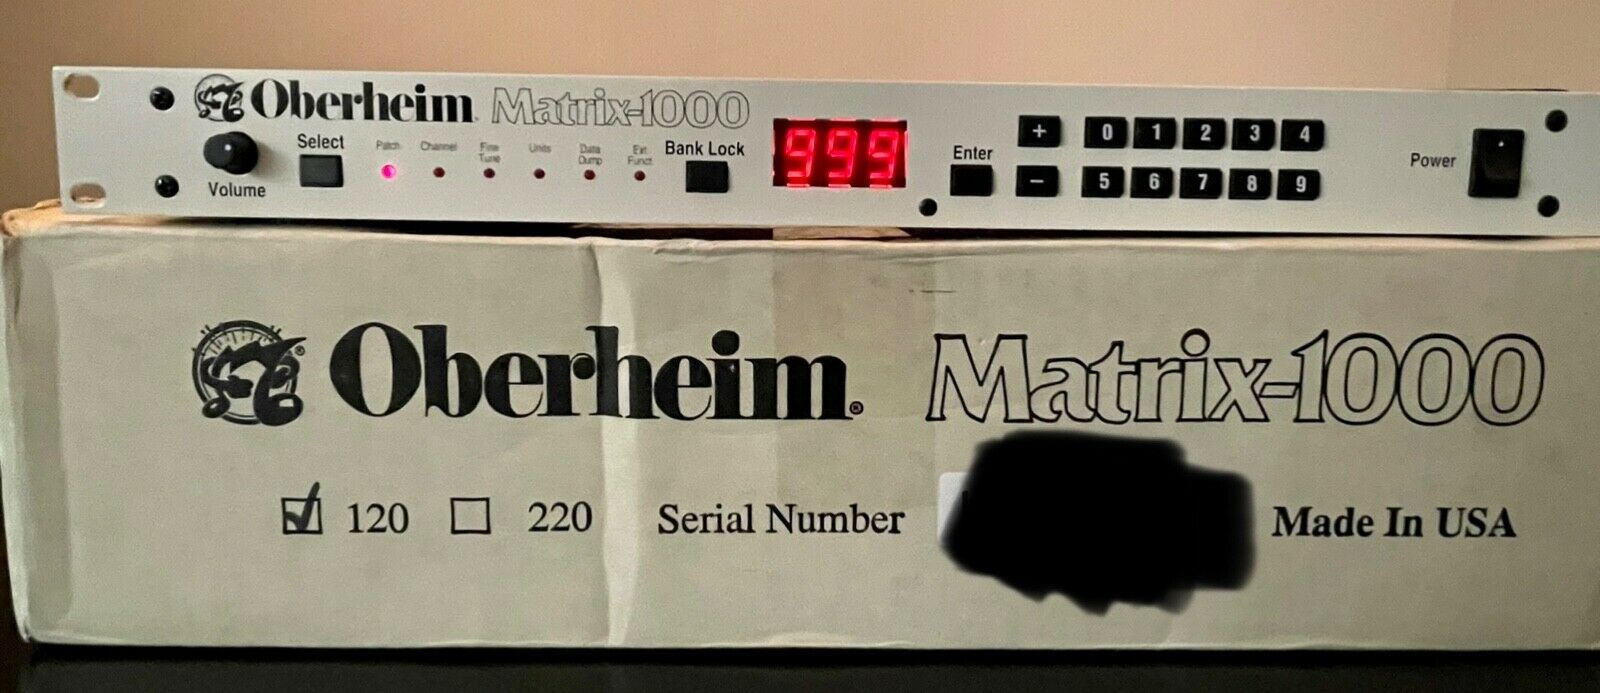 Oberheim Matrix-1000
Volume
Select
Patch Channel Fine Tune Units Data Dump Ext. Funct
Bank Lock
999
Enter
+ 0 1 2 3 4
- 5 6 7 8 9
Power
Oberheim® Matrix-1000
120 220 Serial Number Made In USA